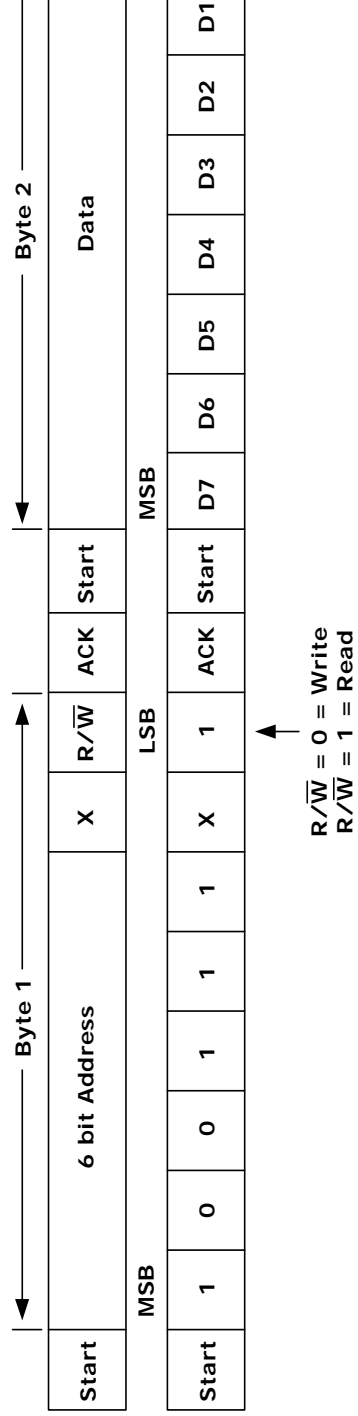 Byte 1 Byte 2
Start 6 bit Address X R/W̅ ACK Start Data
MSB LSB MSB
Start 1 0 0 1 1 1 X 1 ACK Start D7 D6 D5 D4 D3 D2 D1
R/W̅ = 0 = Write
R/W̅ = 1 = Read